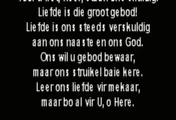 Liefde is die groot gebod!
Liefde is ons steeds verskuldig
aan ons naaste en ons God.
Ons wil u gebod bewaar,
maar ons struikel baie kere.
Leer ons liefde vir mekaar,
maar bo al vir U, o Here.